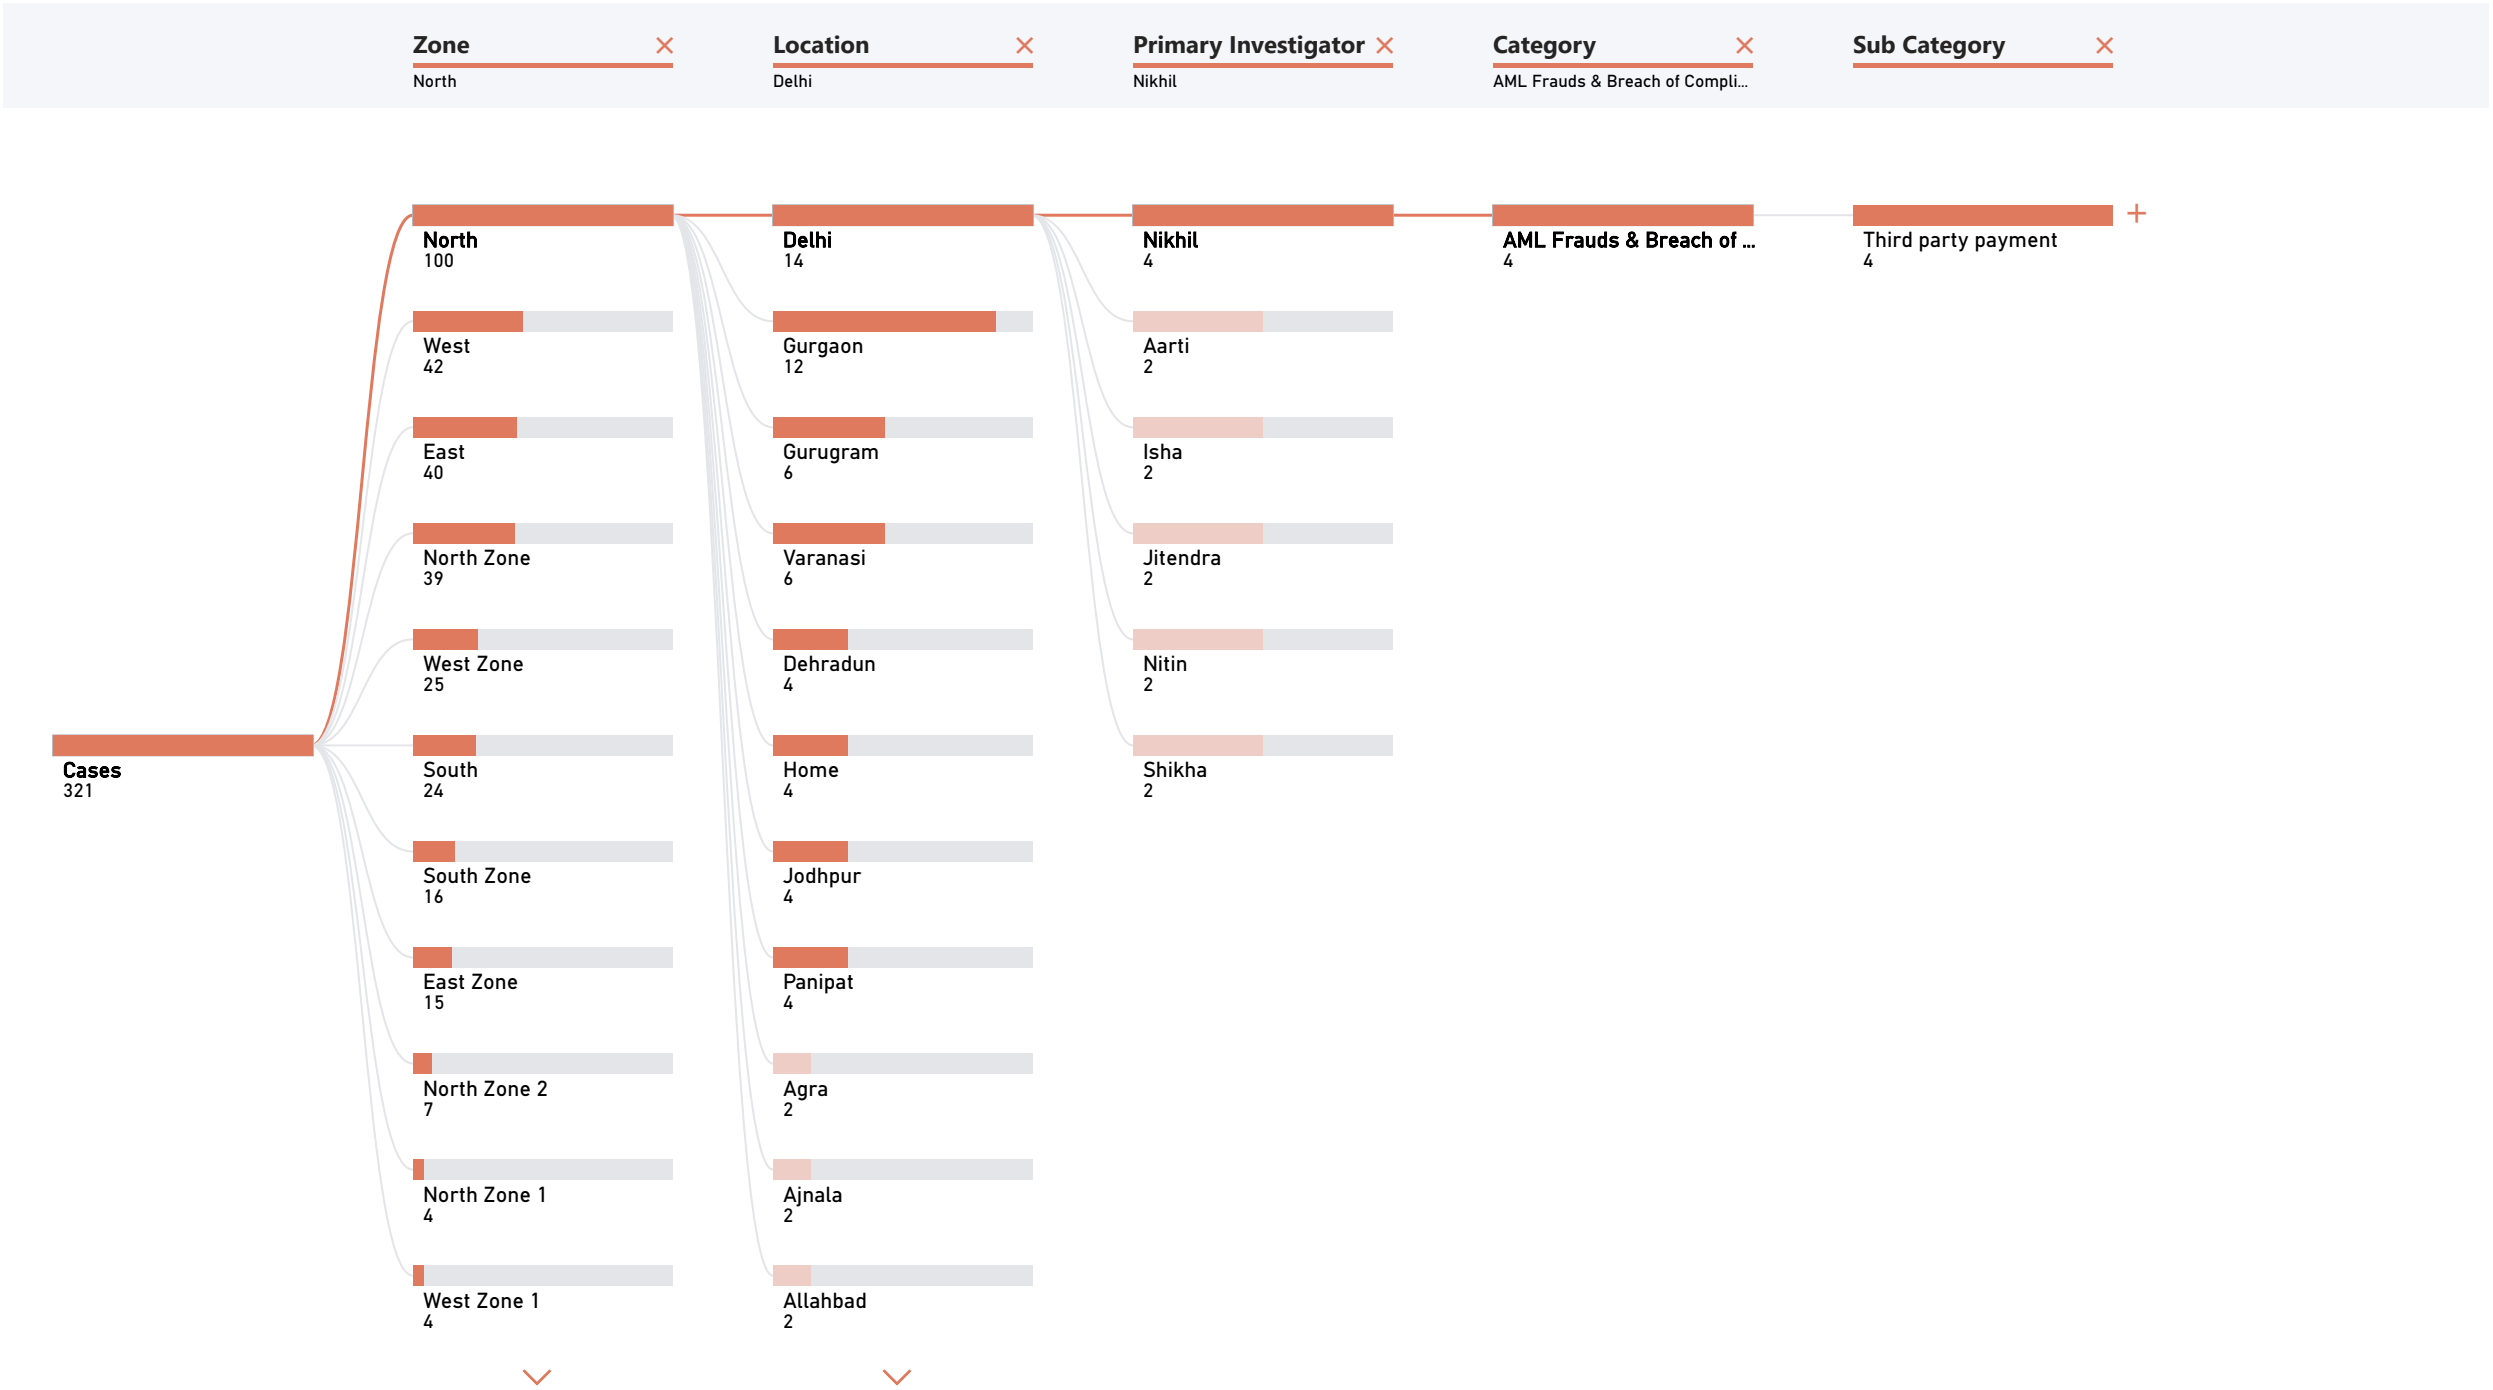 Zone
North
Location
Delhi
Primary Investigator
Nikhil
Category
AML Frauds & Breach of Compli...
Sub Category
Cases
321
North
100
West
42
East
40
North Zone
39
West Zone
25
South
24
South Zone
16
East Zone
15
North Zone 2
7
North Zone 1
4
West Zone 1
4
Delhi
14
Gurgaon
12
Gurugram
6
Varanasi
6
Dehradun
4
Home
4
Jodhpur
4
Panipat
4
Agra
2
Ajnala
2
Allahbad
2
Nikhil
4
Aarti
2
Isha
2
Jitendra
2
Nitin
2
Shikha
2
AML Frauds & Breach of ...
4
Third party payment
4